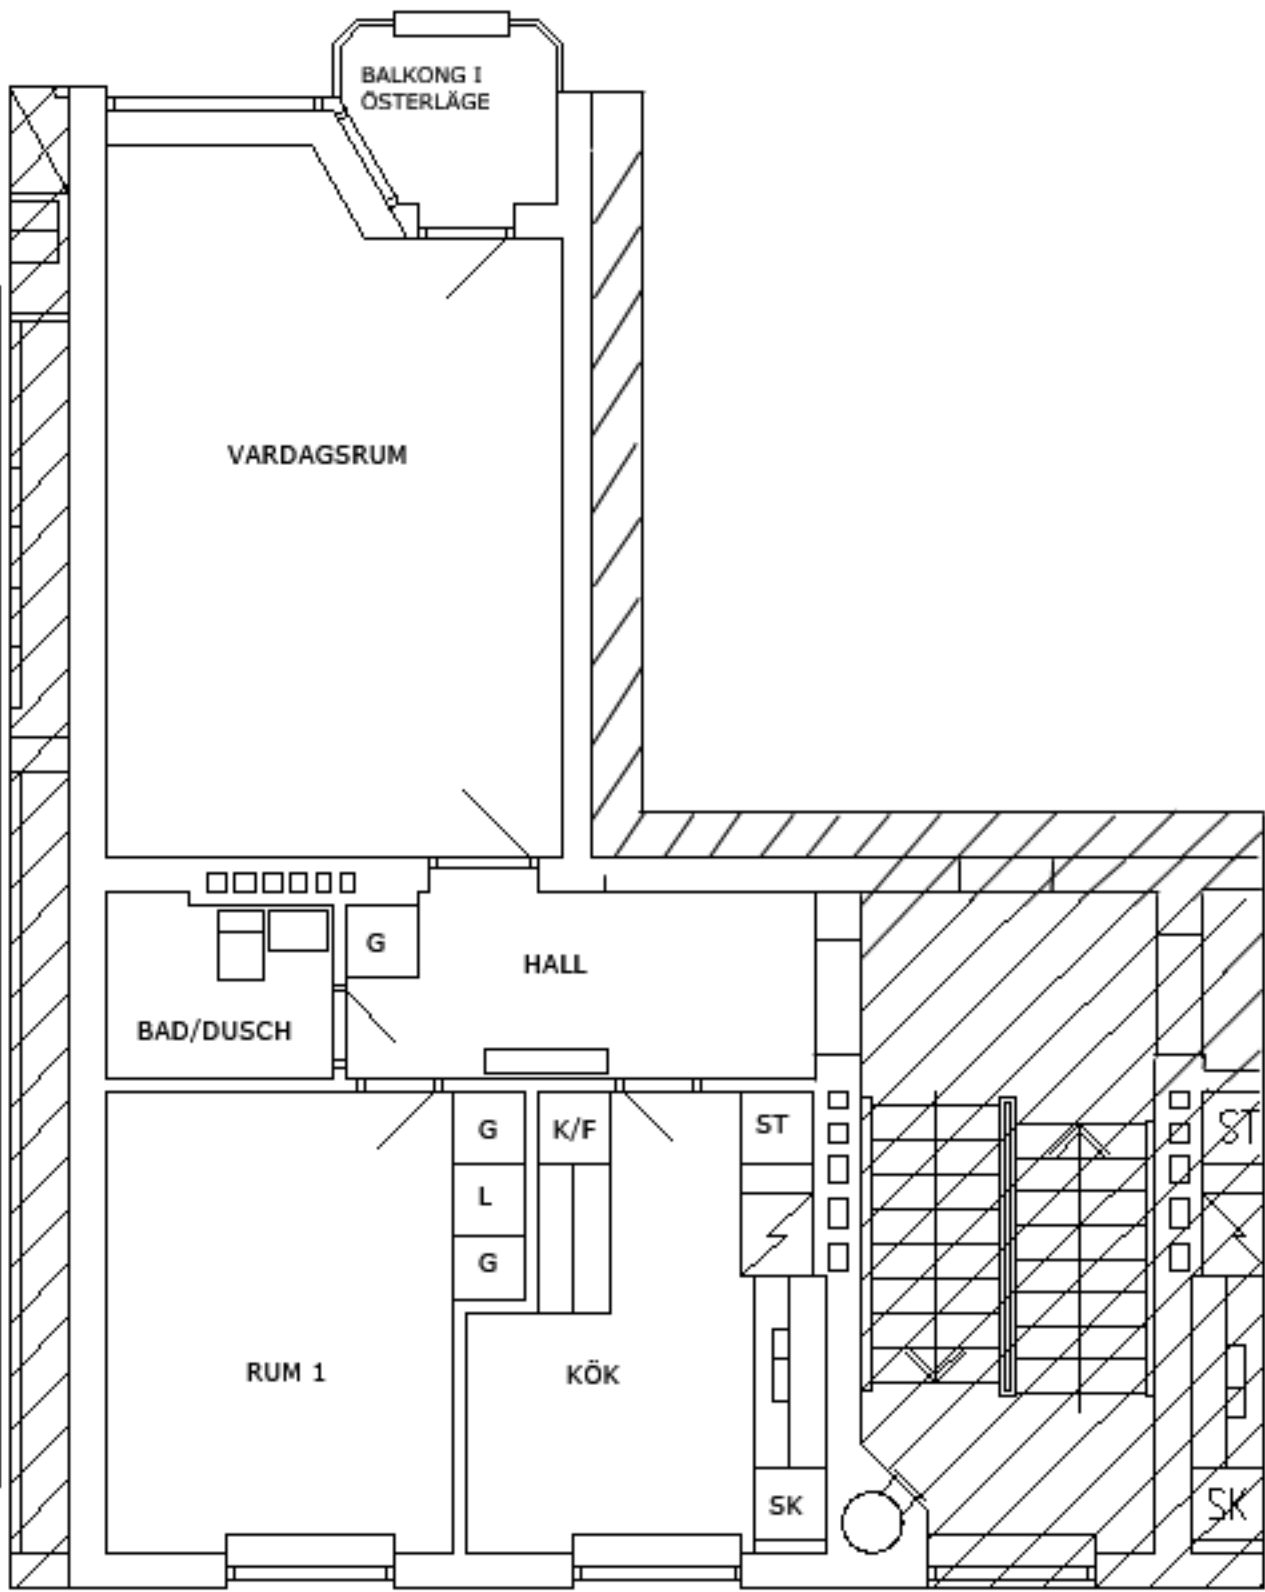 BALKONG I
ÖSTERLÄGE
VARDAGSRUM
G
HALL
BAD/DUSCH
G
K/F
ST
ST
L
G
RUM 1
KÖK
SK
SK